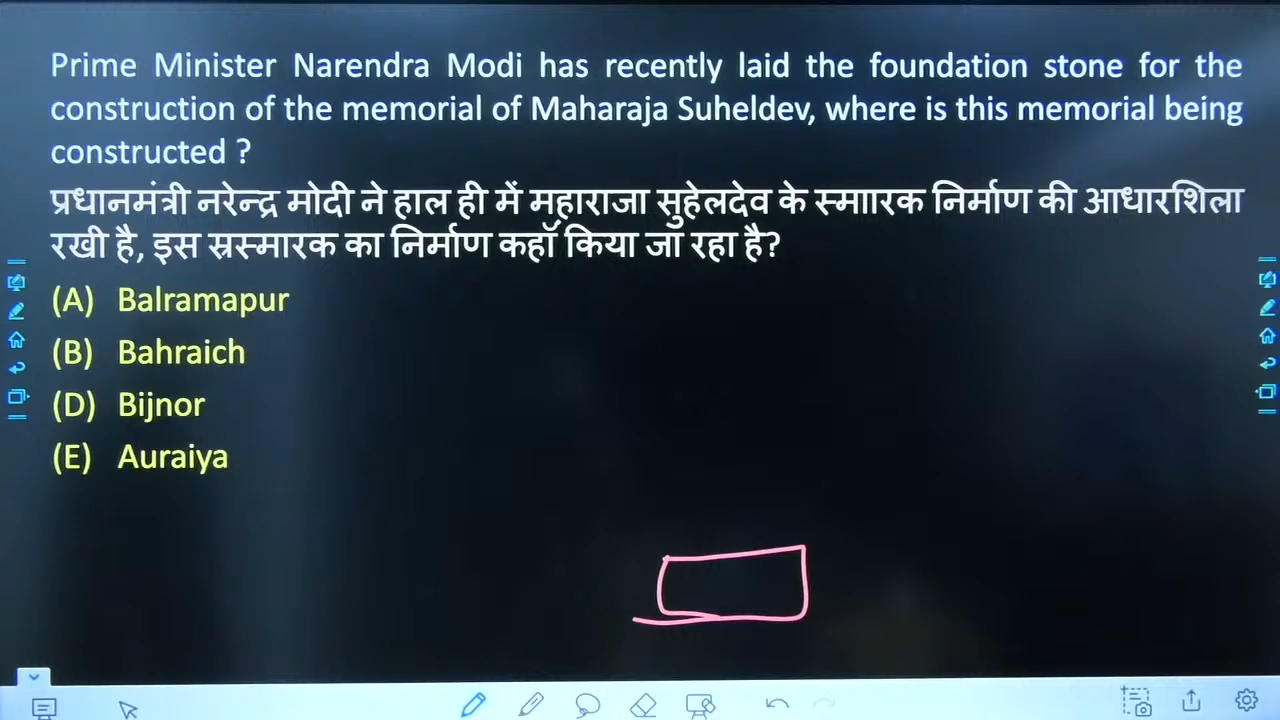 Prime Minister Narendra Modi has recently laid the foundation stone for the
construction of the memorial of Maharaja Suheldev, where is this memorial being
constructed ?
प्रधानमंत्री नरेन्द्र मोदी ने हाल ही में महाराजा सुहेलदेव के स्माारक निर्माण की आधारशिला
रखी है, इस स्रस्मारक का निर्माण कहॉ किया जा रहा है?
(A) Balramapur
(B) Bahraich
(D) Bijnor
(E) Auraiya